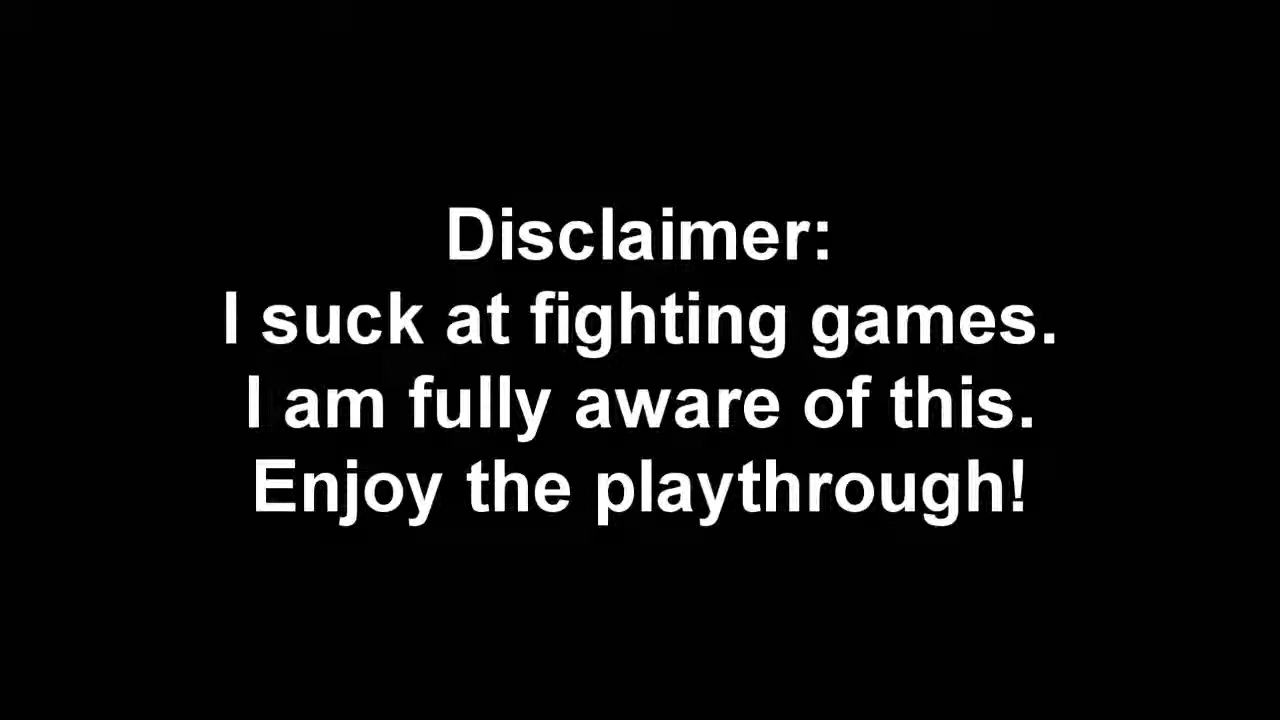 Disclaimer:
I suck at fighting games.
I am fully aware of this.
Enjoy the playthrough!